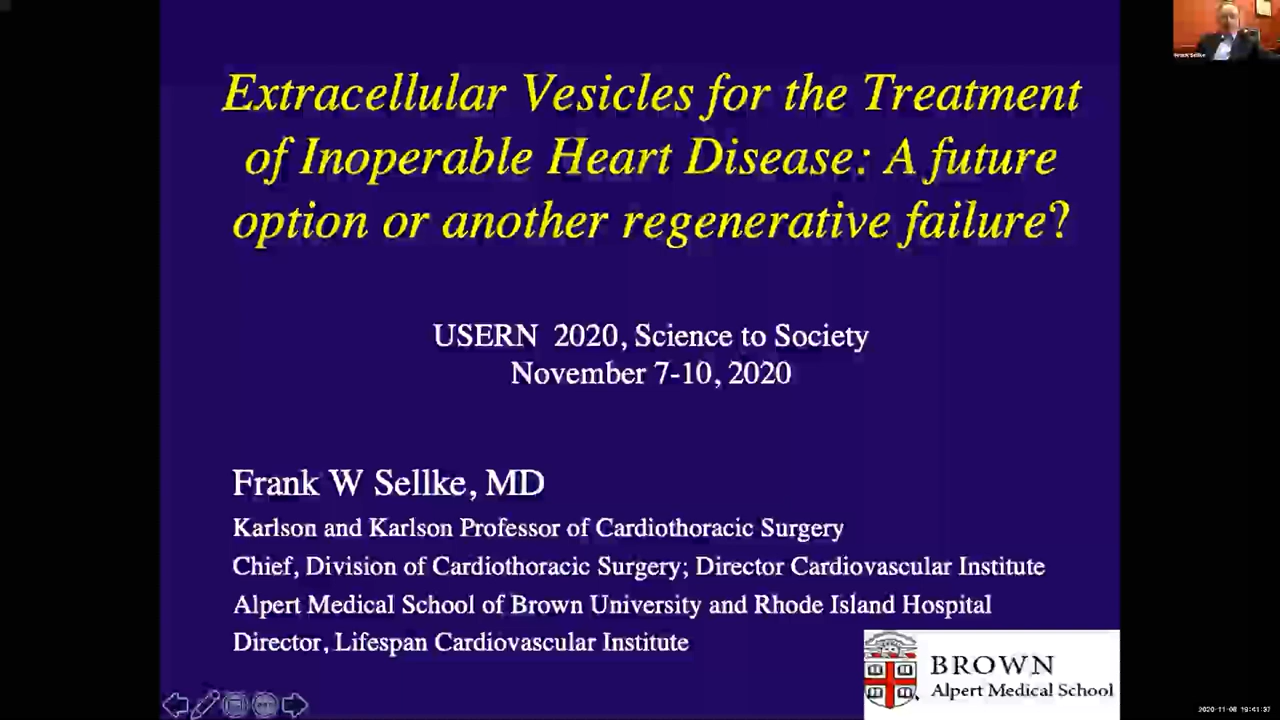 Extracellular Vesicles for the Treatment
of Inoperable Heart Disease: A future
option or another regenerative failure?
USERN 2020, Science to Society
November 7-10, 2020
Frank W Sellke, MD
Karlson and Karlson Professor of Cardiothoracic Surgery
Chief, Division of Cardiothoracic Surgery; Director Cardiovascular Institute
Alpert Medical School of Brown University and Rhode Island Hospital
Director, Lifespan Cardiovascular Institute
BROWN
Alpert Medical School
Frank Sellke